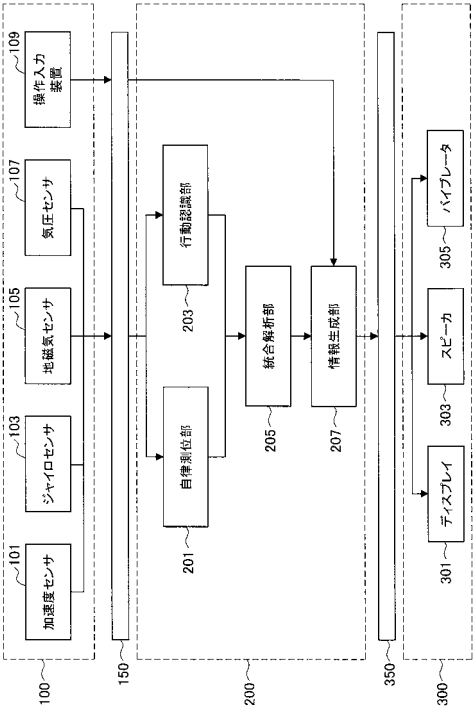 100
101
加速度センサ
103
ジャイロセンサ
105
地磁気センサ
107
気圧センサ
109
操作入力
装置
150
200
201
自律測位部
203
行動認識部
205
統合解析部
207
情報生成部
350
300
301
ディスプレイ
303
スピーカ
305
バイブレータ